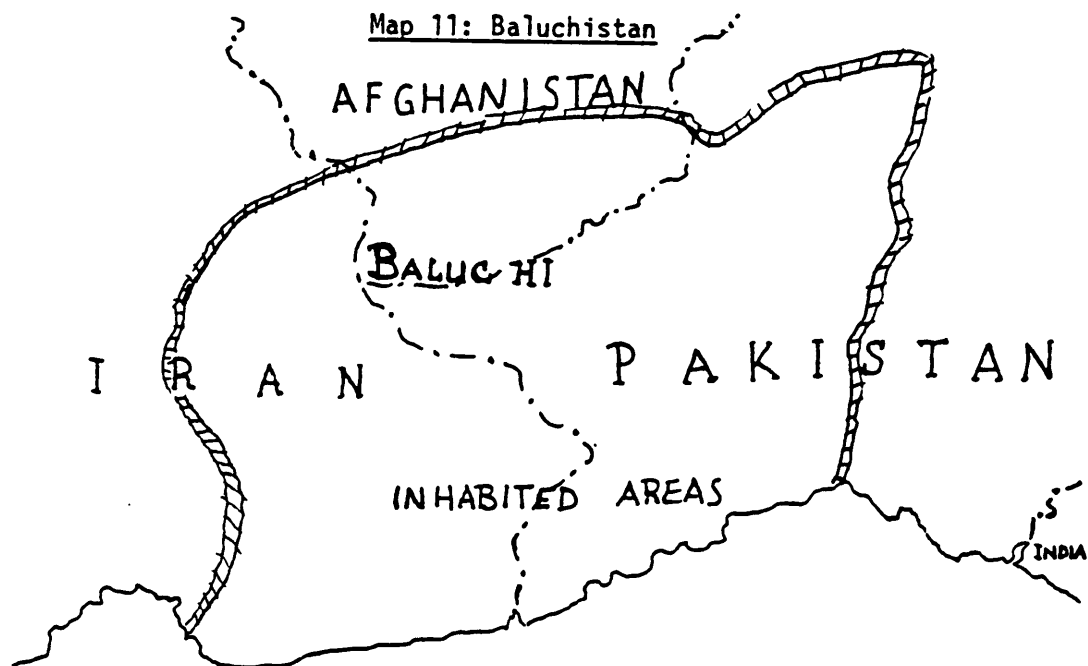 Map 11: Baluchistan
AFGHANISTAN
BALUCHI
IRAN
PAKISTAN
INHABITED AREAS
INDIA